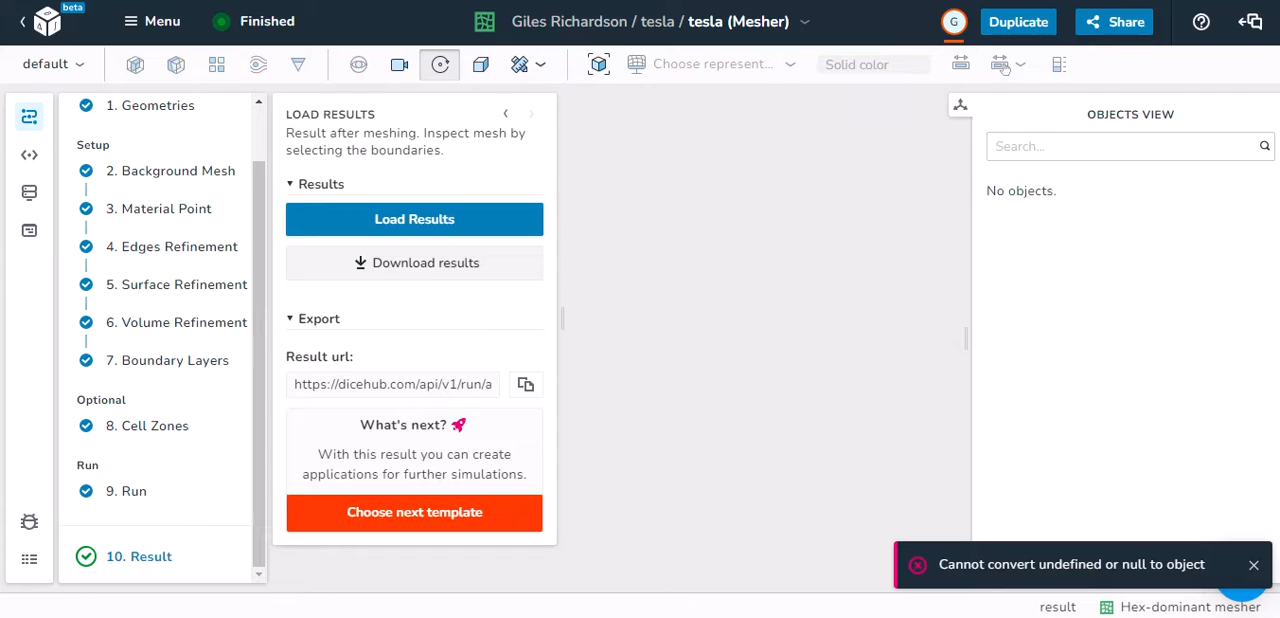 beta
Menu
Finished
Giles Richardson / tesla / tesla (Mesher)
G
Duplicate
Share
default
Choose represent...
Solid color
1. Geometries
Setup
2. Background Mesh
3. Material Point
4. Edges Refinement
5. Surface Refinement
6. Volume Refinement
7. Boundary Layers
Optional
8. Cell Zones
Run
9. Run
10. Result
LOAD RESULTS
Result after meshing. Inspect mesh by
selecting the boundaries.
Results
Load Results
Download results
Export
Result url:
https://dicehub.com/api/v1/run/a
What's next?
With this result you can create
applications for further simulations.
Choose next template
OBJECTS VIEW
Search...
No objects.
Cannot convert undefined or null to object
result
Hex-dominant mesher